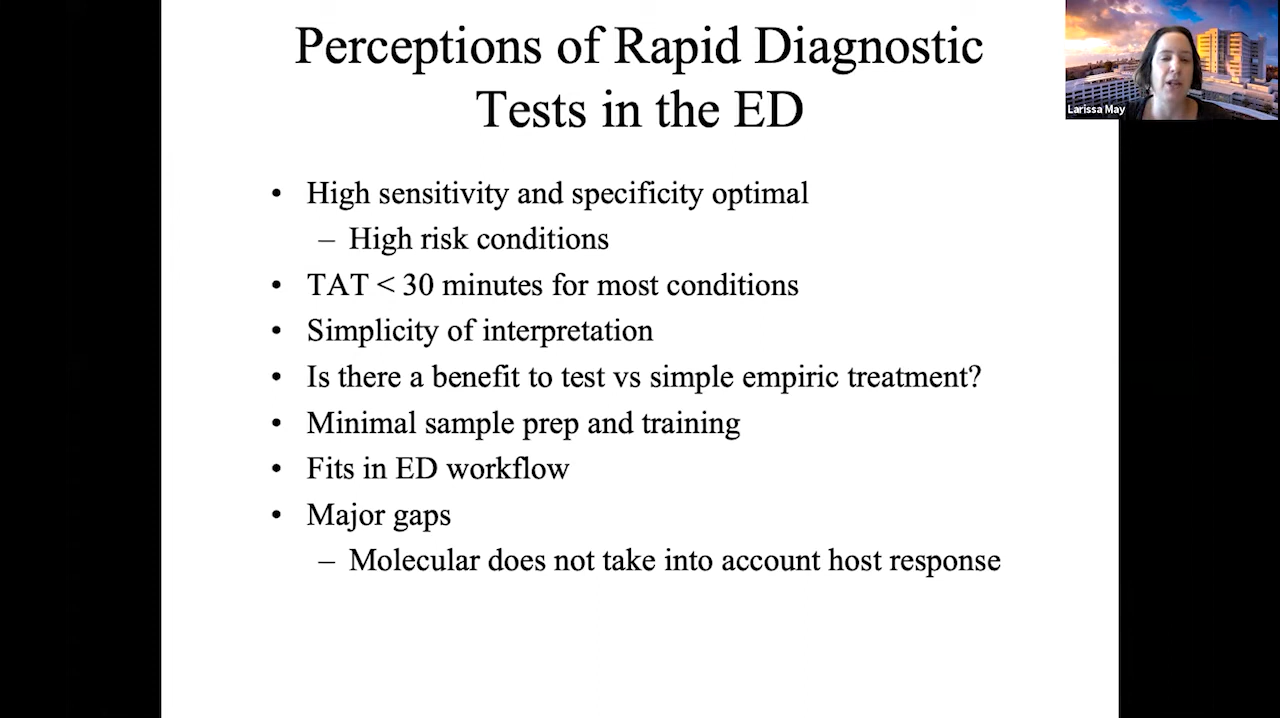 Perceptions of Rapid Diagnostic
Tests in the ED
Larissa May
• High sensitivity and specificity optimal
– High risk conditions
• TAT < 30 minutes for most conditions
• Simplicity of interpretation
• Is there a benefit to test vs simple empiric treatment?
• Minimal sample prep and training
• Fits in ED workflow
• Major gaps
– Molecular does not take into account host response